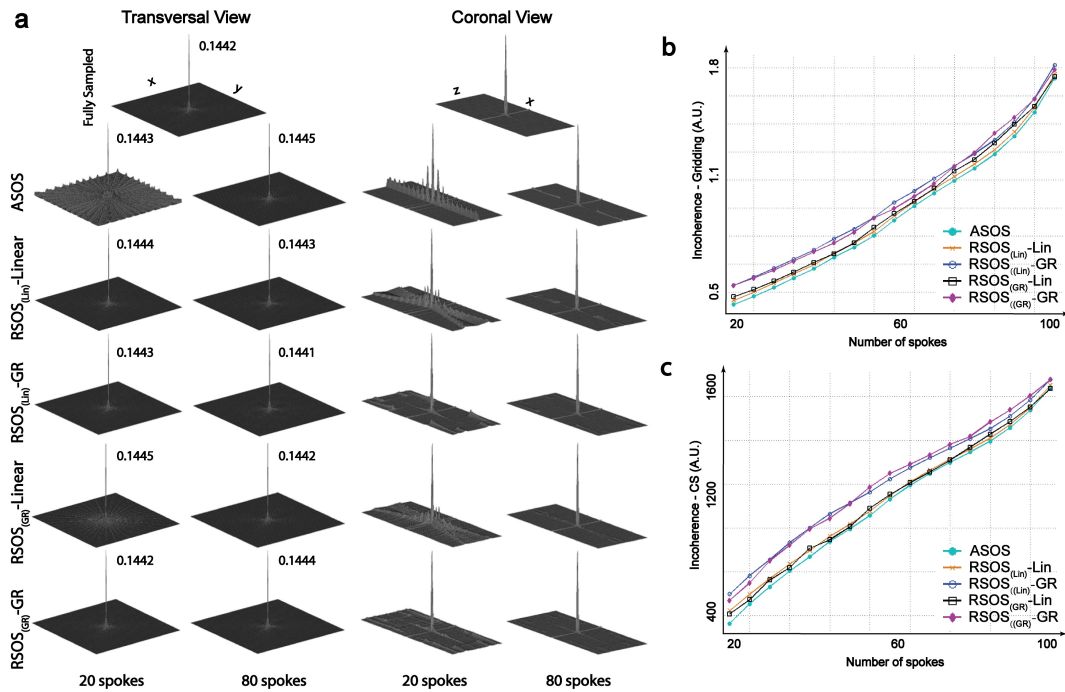 a
Transversal View
Coronal View
Fully Sampled
0.1442
x
y
z
x
ASOS
0.1443
0.1445
RSOS(Lin)-Linear
0.1444
0.1443
RSOS(Lin)-GR
0.1443
0.1441
RSOS(GR)-Linear
0.1445
0.1442
RSOS(GR)-GR
0.1442
0.1444
20 spokes
80 spokes
20 spokes
80 spokes
b
Incoherence - Gridding (A.U.)
1.8
1.1
0.5
ASOS
RSOS(Lin)-Lin
RSOS((Lin)-GR
RSOS(GR)-Lin
RSOS((GR)-GR
20
60
100
Number of spokes
c
Incoherence - CS (A.U.)
1600
1200
400
ASOS
RSOS(Lin)-Lin
RSOS((Lin)-GR
RSOS(GR)-Lin
RSOS((GR)-GR
20
60
100
Number of spokes